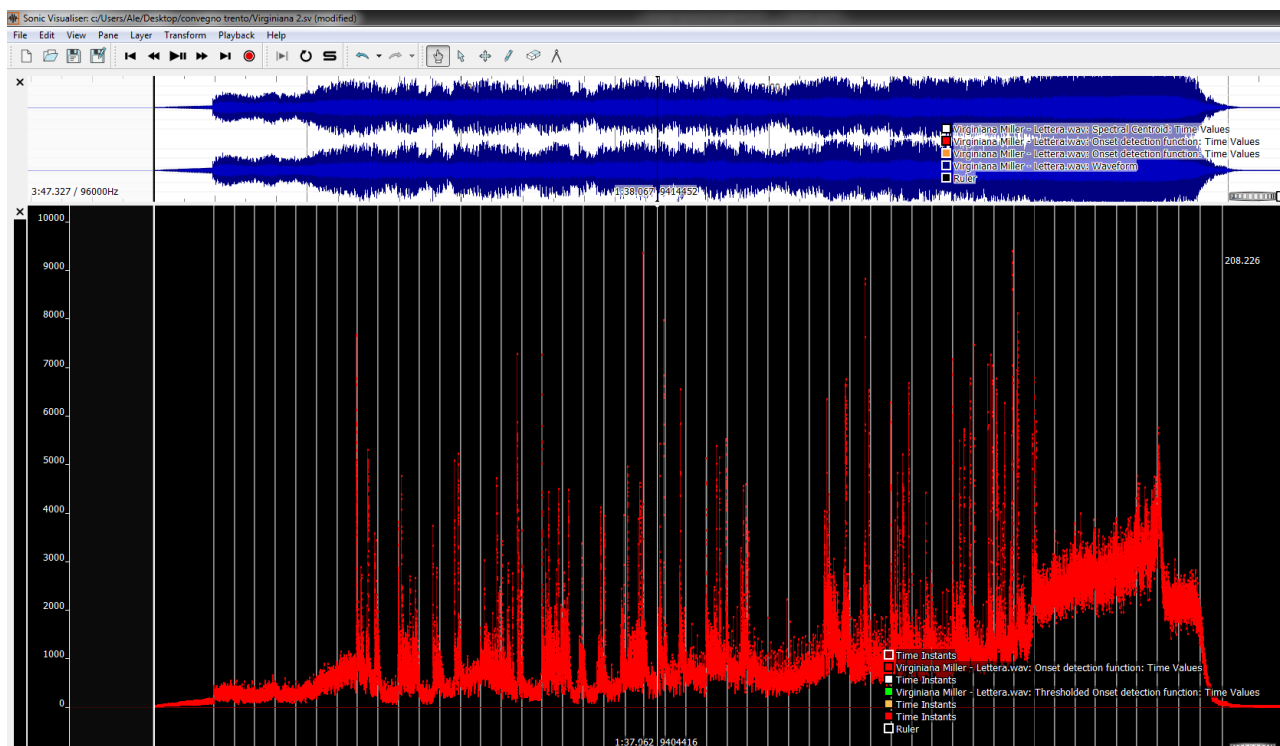 Sonic Visualiser: c:/Users/Ale/Desktop/convegno trento/Virginiana 2.sv (modified)
File Edit View Pane Layer Transform Playback Help
Virginiana Miller - Lettera.wav: Spectral Centroid: Time Values
Virginiana Miller - Lettera.wav: Onset detection function: Time Values
Virginiana Miller - Lettera.wav: Onset detection function: Time Values
Virginiana Miller - Lettera.wav: Waveform
Ruler
3:47.327 / 96000Hz
1:38.067 9414452
10000
9000
8000
7000
6000
5000
4000
3000
2000
1000
0
208.226
Time Instants
Virginiana Miller - Lettera.wav: Onset detection function: Time Values
Time Instants
Virginiana Miller - Lettera.wav: Thresholded Onset detection function: Time Values
Time Instants
Time Instants
Ruler
1:37.962 9404416